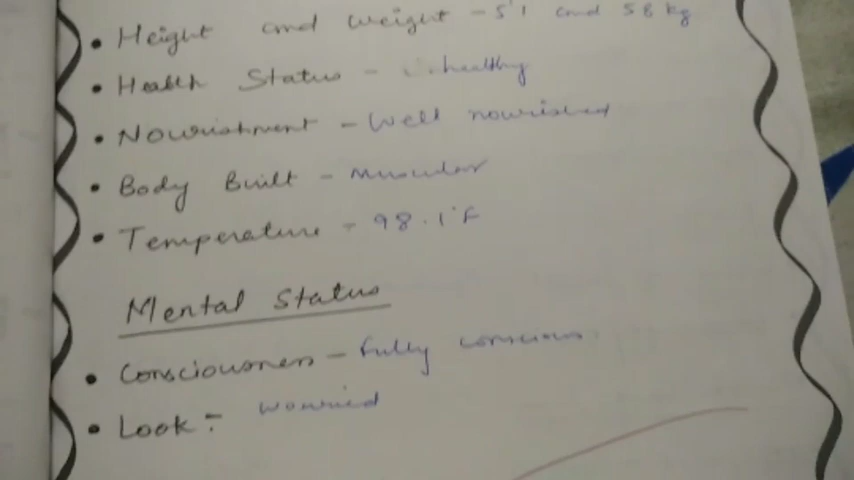 • Height and weight - 5'1 and 58 kg
• Health Status - healthy
• Nourishment - Well nourished
• Body Built - Muscular
• Temperature - 98.1°F
Mental Status
• Consciousness - Fully conscious
• Look :- worried